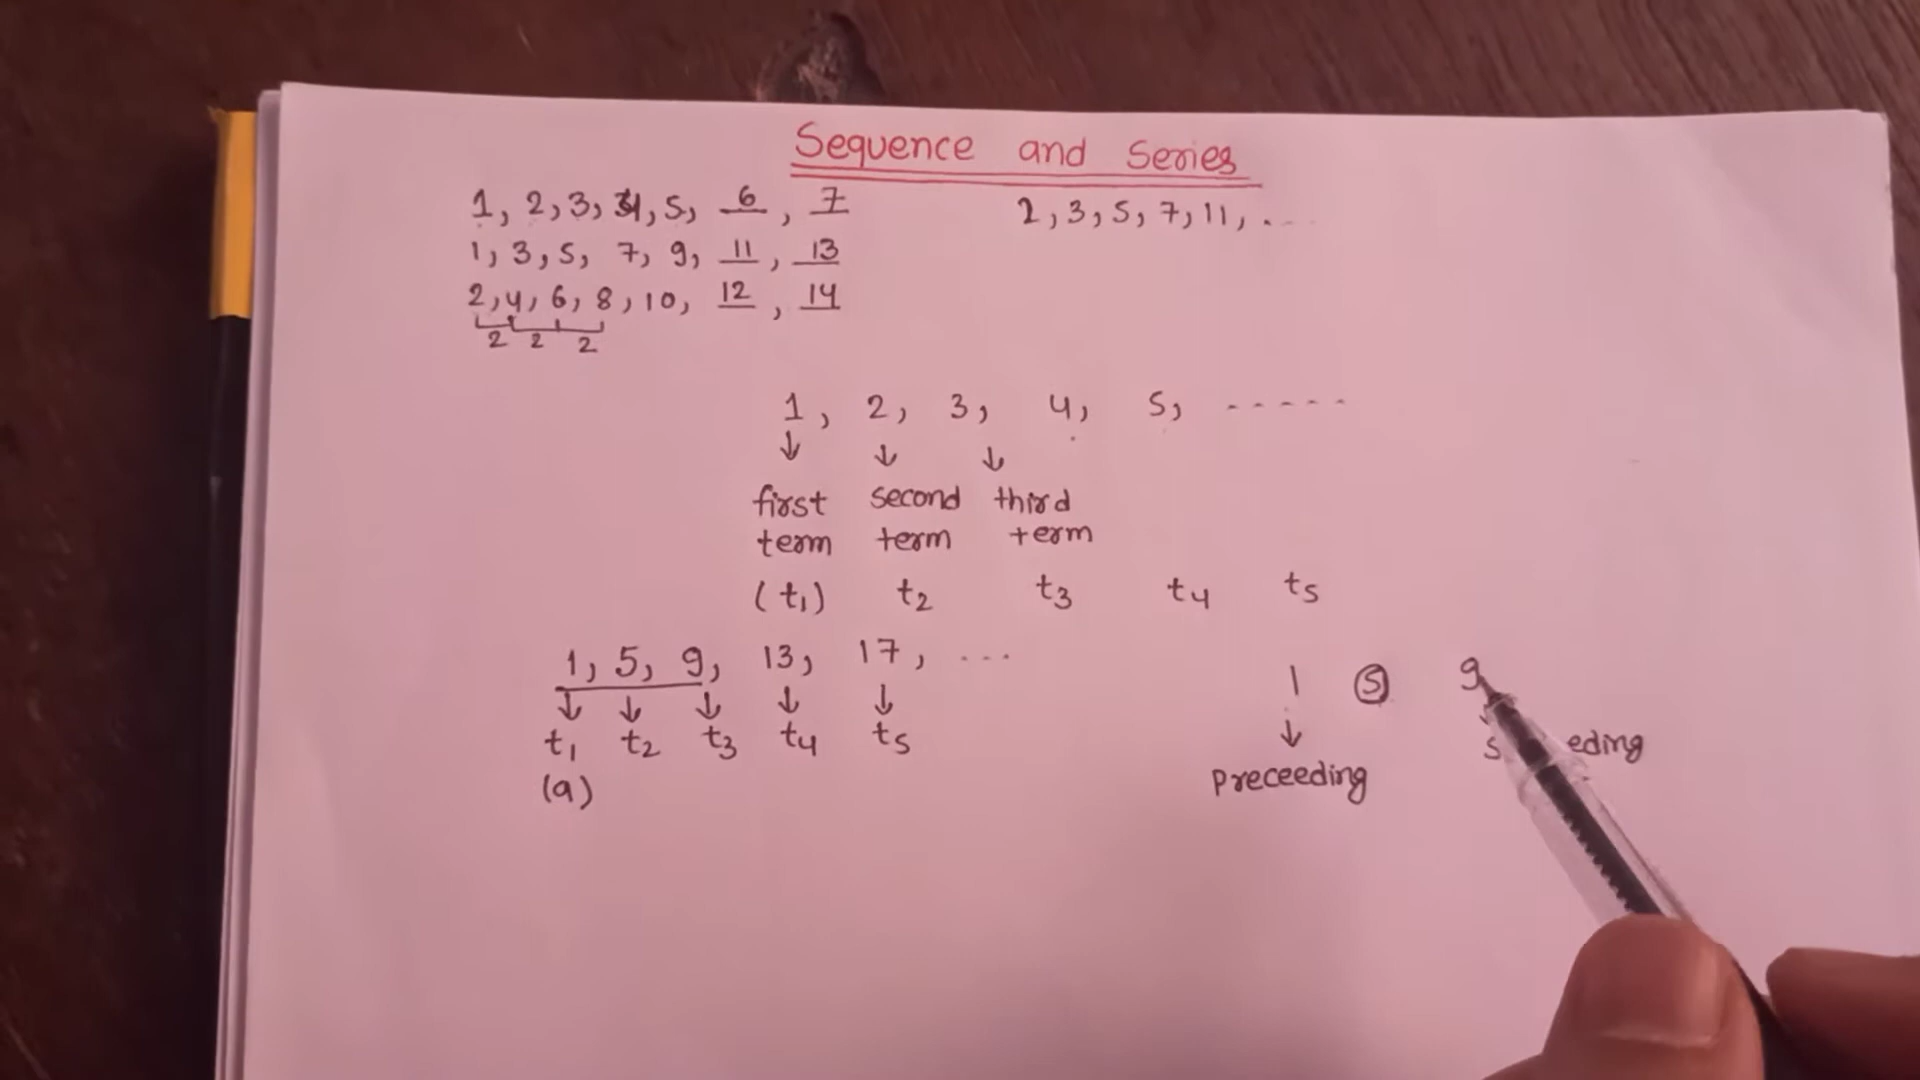 Sequence and Series
1, 2, 3, 4, 5, 6, 7
2, 3, 5, 7, 11, ....
1, 3, 5, 7, 9, 11, 13
2, 4, 6, 8, 10, 12, 14
2 2 2
1, 2, 3, 4, 5, -----
↓ ↓ ↓
first second third
term term term
(t1) t2 t3 t4 t5
1, 5, 9, 13, 17, ...
1 5 9
↓ ↓ ↓ ↓ ↓
t1 t2 t3 t4 t5
(a)
↓
preceeding